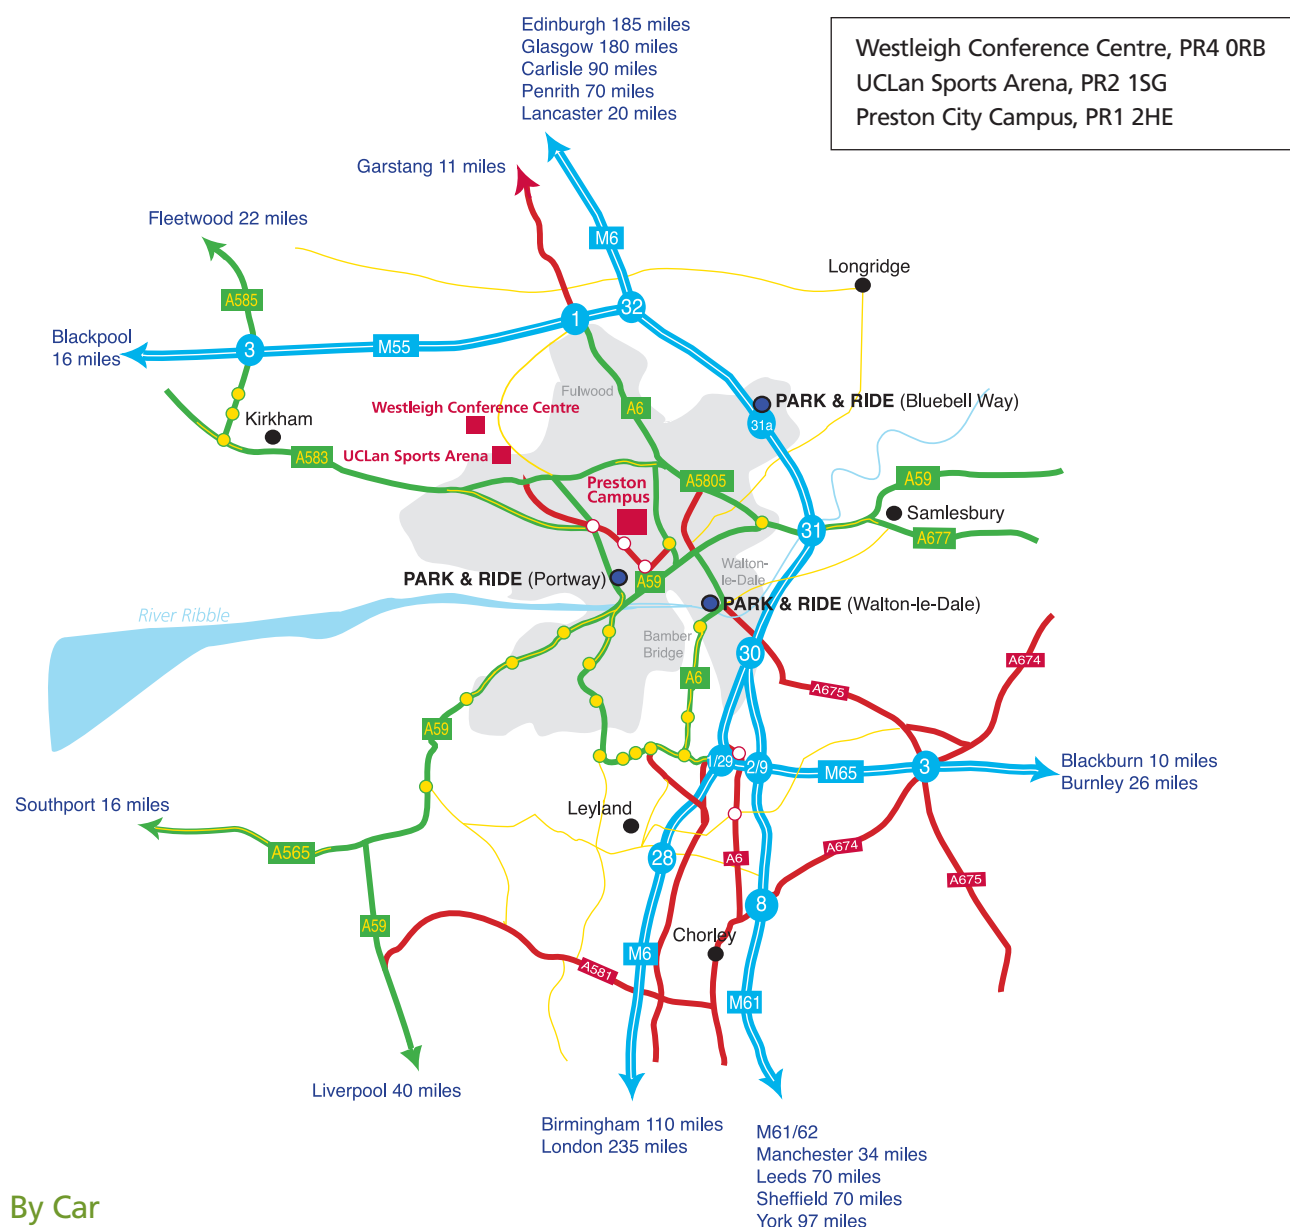 Edinburgh 185 miles
Glasgow 180 miles
Carlisle 90 miles
Penrith 70 miles
Lancaster 20 miles
Westleigh Conference Centre, PR4 0RB
UCLan Sports Arena, PR2 1SG
Preston City Campus, PR1 2HE
Garstang 11 miles
Fleetwood 22 miles
M6
Longridge
A585
32
1
Blackpool
16 miles
3
M55
Fulwood
PARK & RIDE (Bluebell Way)
Westleigh Conference Centre
A6
31a
Kirkham
A583
UCLan Sports Arena
Preston
Campus
A5805
A59
Samlesbury
31
A677
Walton-
le-Dale
PARK & RIDE (Portway)
A59
PARK & RIDE (Walton-le-Dale)
River Ribble
Bamber
Bridge
30
A674
A6
A675
A59
1/29
2/9
M65
3
Blackburn 10 miles
Burnley 26 miles
Southport 16 miles
Leyland
A565
28
A6
A674
A675
8
A59
Chorley
M6
A581
M61
Liverpool 40 miles
Birmingham 110 miles
London 235 miles
M61/62
Manchester 34 miles
Leeds 70 miles
Sheffield 70 miles
York 97 miles
By Car